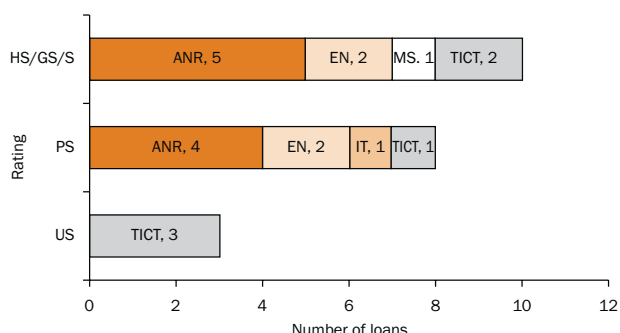 HS/GS/S
ANR, 5
EN, 2
MS. 1
TICT, 2
Rating
PS
ANR, 4
EN, 2
IT, 1
TICT, 1
US
TICT, 3
0 2 4 6 8 10 12
Number of loans